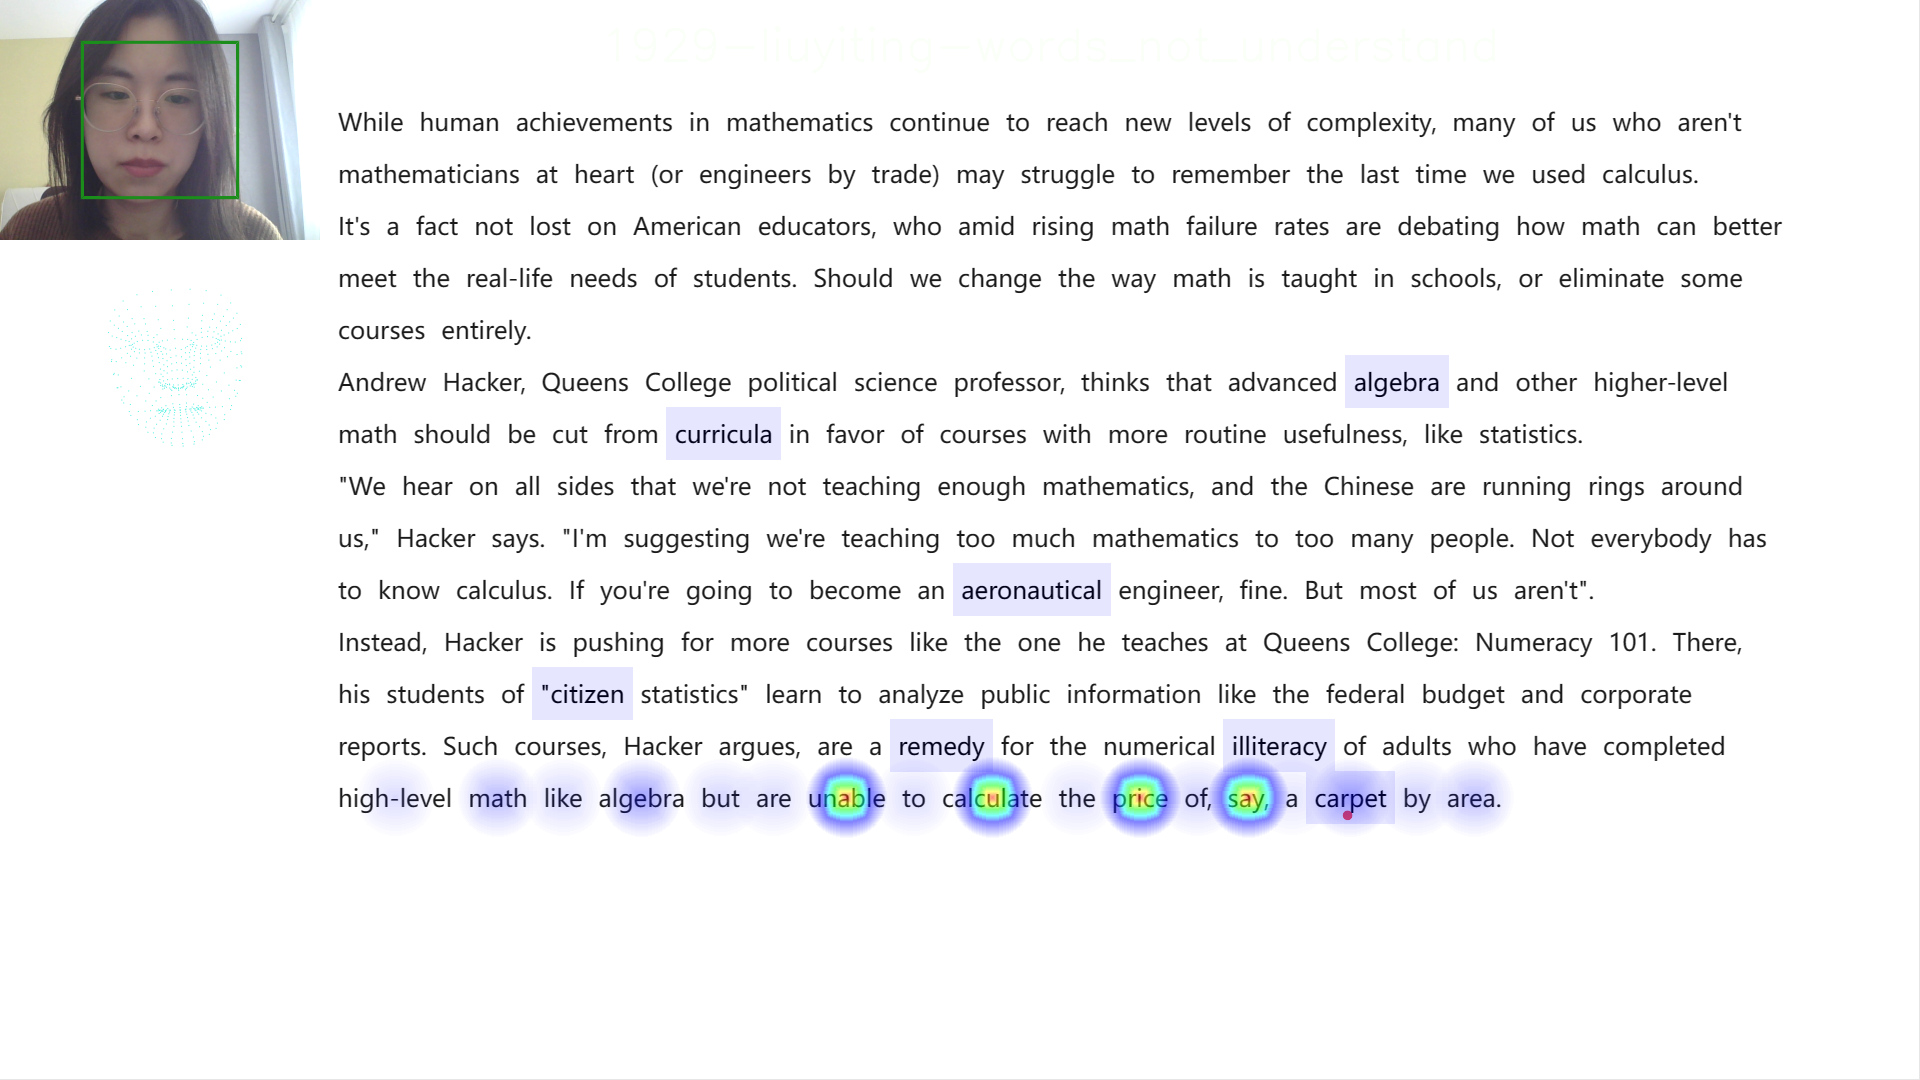 1929-liuyiting-words_not_understand
While human achievements in mathematics continue to reach new levels of complexity, many of us who aren't
mathematicians at heart (or engineers by trade) may struggle to remember the last time we used calculus.
It's a fact not lost on American educators, who amid rising math failure rates are debating how math can better
meet the real-life needs of students. Should we change the way math is taught in schools, or eliminate some
courses entirely.
Andrew Hacker, Queens College political science professor, thinks that advanced algebra and other higher-level
math should be cut from curricula in favor of courses with more routine usefulness, like statistics.
"We hear on all sides that we're not teaching enough mathematics, and the Chinese are running rings around
us," Hacker says. "I'm suggesting we're teaching too much mathematics to too many people. Not everybody has
to know calculus. If you're going to become an aeronautical engineer, fine. But most of us aren't".
Instead, Hacker is pushing for more courses like the one he teaches at Queens College: Numeracy 101. There,
his students of "citizen statistics" learn to analyze public information like the federal budget and corporate
reports. Such courses, Hacker argues, are a remedy for the numerical illiteracy of adults who have completed
high-level math like algebra but are unable to calculate the price of, say, a carpet by area.